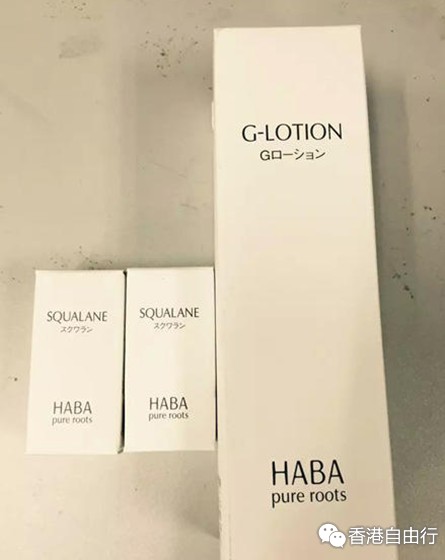 G-LOTION
Gローション
HABA
pure roots
SQUALANE
スクワラン
HABA
pure roots
SQUALANE
スクワラン
HABA
pure roots
香港自由行